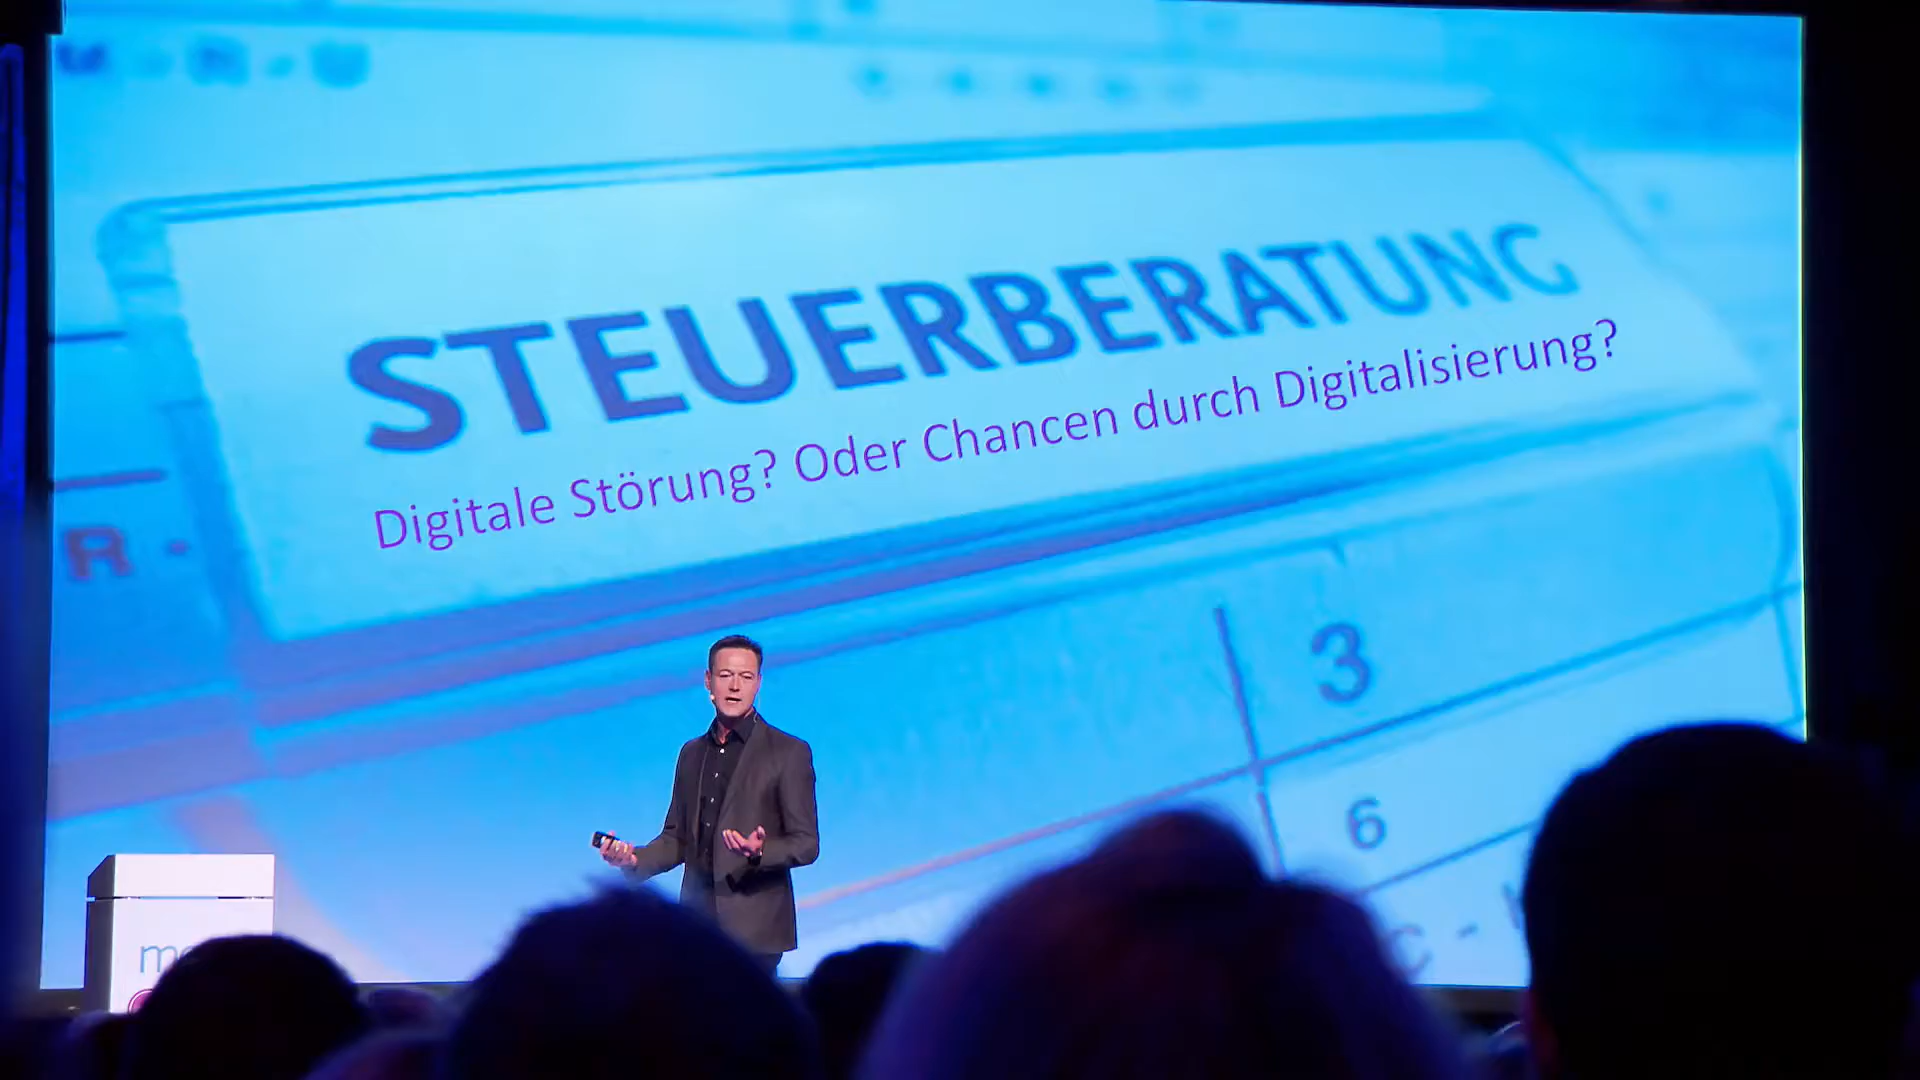 STEUERBERATUNG
Digitale Störung? Oder Chancen durch Digitalisierung?
R -
3
6